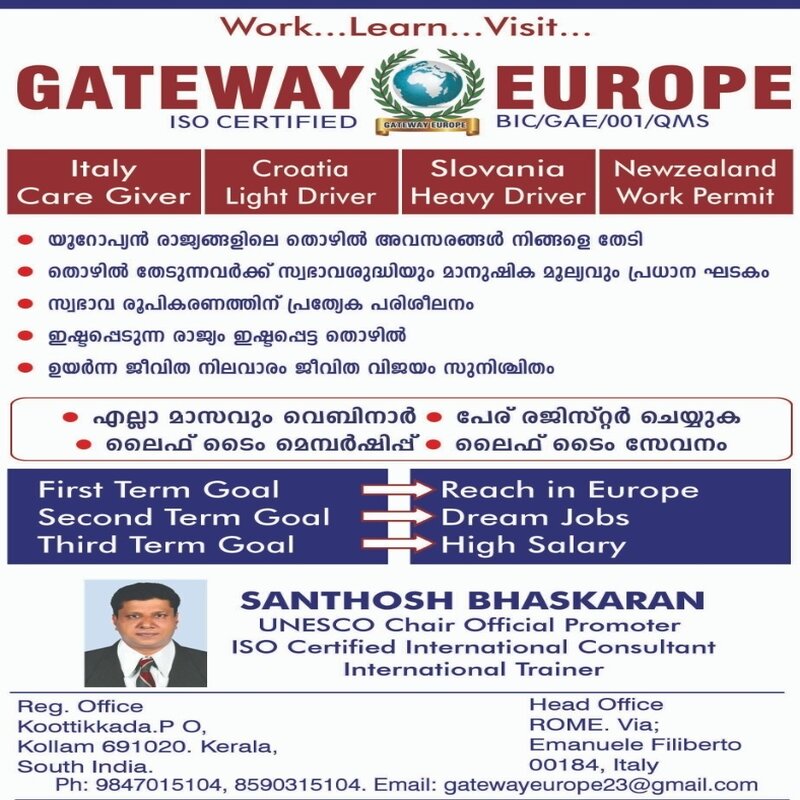 Work...Learn...Visit...
GATEWAY EUROPE
ISO CERTIFIED GATEWAY EUROPE BIC/GAE/001/QMS
Italy Croatia Slovania Newzealand
Care Giver Light Driver Heavy Driver Work Permit
യൂറോപ്യൻ രാജ്യങ്ങളിലെ തൊഴിൽ അവസരങ്ങൾ നിങ്ങളെ തേടി
തൊഴിൽ തേടുന്നവർക്ക് സ്വഭാവശുദ്ധിയും മാനുഷിക മൂല്യവും പ്രധാന ഘടകം
സ്വഭാവ രൂപികരണത്തിന് പ്രത്യേക പരിശീലനം
ഇഷ്ടപ്പെടുന്ന രാജ്യം ഇഷ്ടപ്പെട്ട തൊഴിൽ
ഉയർന്ന ജീവിത നിലവാരം ജീവിത വിജയം സുനിശ്ചിതം
എല്ലാ മാസവും വെബിനാർ പേര് രജിസ്റ്റർ ചെയ്യുക
ലൈഫ് ടൈം മെമ്പർഷിപ്പ് ലൈഫ് ടൈം സേവനം
First Term Goal Reach in Europe
Second Term Goal Dream Jobs
Third Term Goal High Salary
SANTHOSH BHASKARAN
UNESCO Chair Official Promoter
ISO Certified International Consultant
International Trainer
Reg. Office
Koottikkada.P O,
Kollam 691020. Kerala,
South India.
Head Office
ROME. Via;
Emanuele Filiberto
00184, Italy
Ph: 9847015104, 8590315104. Email: gatewayeurope23@gmail.com